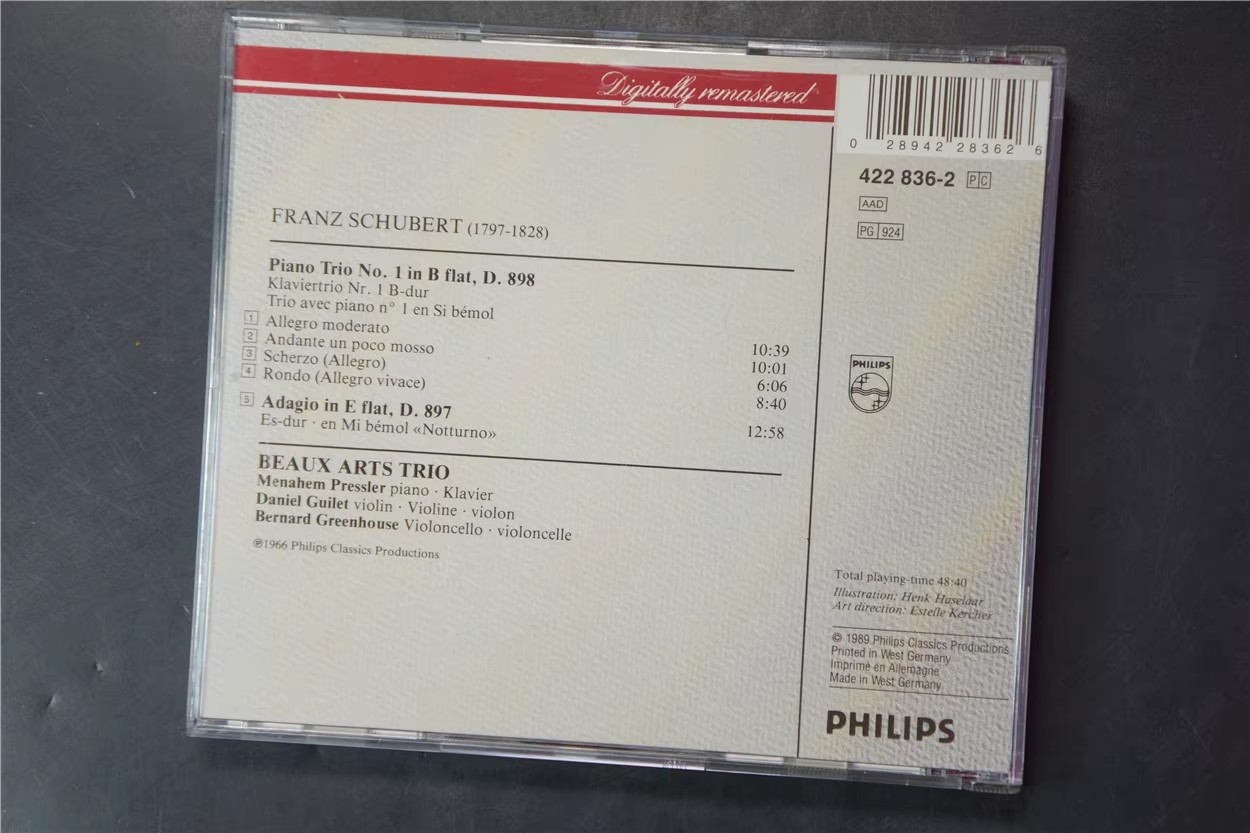 Digitally remastered
0 28942 28362 6
422 836-2 PC
AAD
PG 924
FRANZ SCHUBERT (1797-1828)
Piano Trio No. 1 in B flat, D. 898
Klaviertrio Nr. 1 B-dur
Trio avec piano n° 1 en Si bémol
1 Allegro moderato 10:39
2 Andante un poco mosso 10:01
3 Scherzo (Allegro) 6:06
4 Rondo (Allegro vivace) 8:40
5 Adagio in E flat, D. 897
Es-dur · en Mi bémol «Notturno» 12:58
BEAUX ARTS TRIO
Menahem Pressler piano · Klavier
Daniel Guilet violin · Violine · violon
Bernard Greenhouse Violoncello · violoncelle
℗1966 Philips Classics Productions
PHILIPS
Total playing-time 48:40
Illustration: Henk Haselaar
Art direction: Estelle Kercher
© 1989 Philips Classics Productions
Printed in West Germany
Imprimé en Allemagne
Made in West Germany
PHILIPS